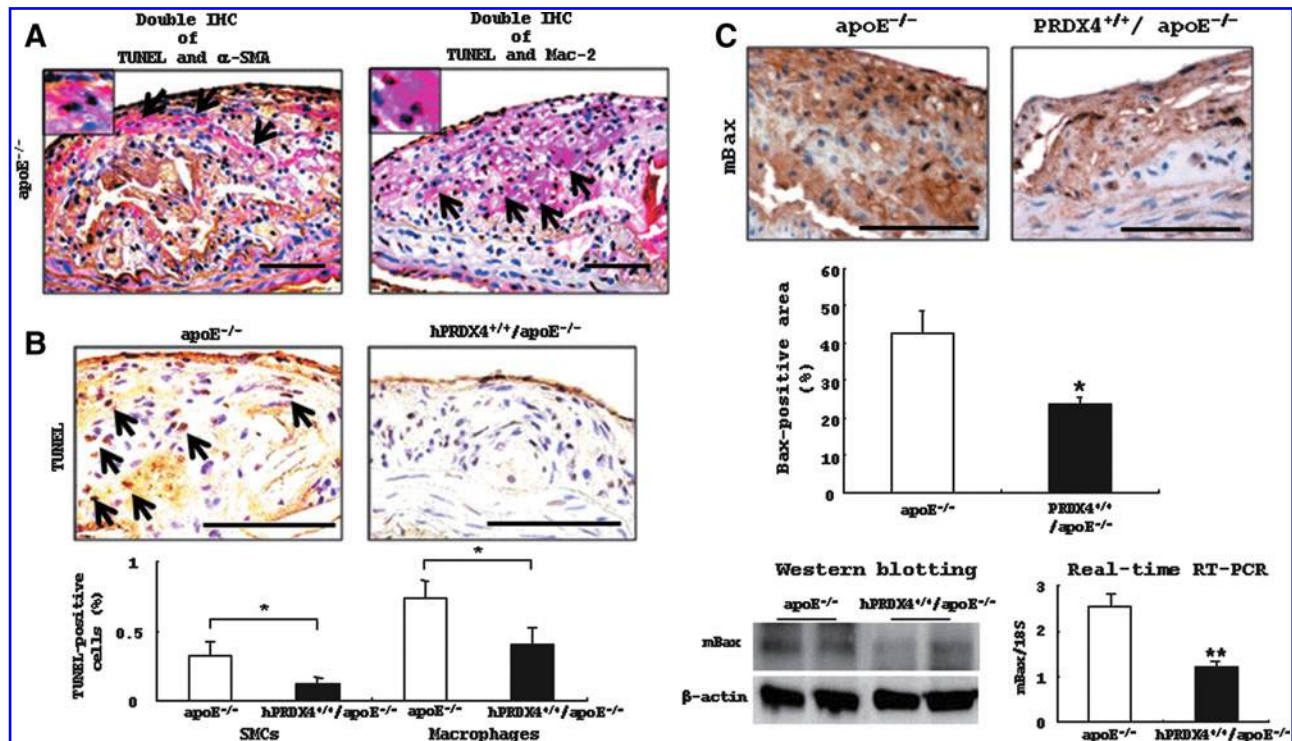 A
Double IHC
of
TUNEL and α-SMA
Double IHC
of
TUNEL and Mac-2
apoE⁻/⁻
B
apoE⁻/⁻
hPRDX4⁺/⁺/apoE⁻/⁻
TUNEL
TUNEL-positive
cells (%)
1
0.5
0
*
*
apoE⁻/⁻
hPRDX4⁺/⁺/apoE⁻/⁻
apoE⁻/⁻
hPRDX4⁺/⁺/apoE⁻/⁻
SMCs
Macrophages
C
apoE⁻/⁻
PRDX4⁺/⁺/ apoE⁻/⁻
mBax
Bax-positive area
(%)
60
50
40
30
20
10
0
*
apoE⁻/⁻
PRDX4⁺/⁺
/apoE⁻/⁻
Western blotting
apoE⁻/⁻
hPRDX4⁺/⁺/apoE⁻/⁻
mBax
β-actin
Real-time RT-PCR
mBax/18S
3
2
1
0
**
apoE⁻/⁻
hPRDX4⁺/⁺/apoE⁻/⁻